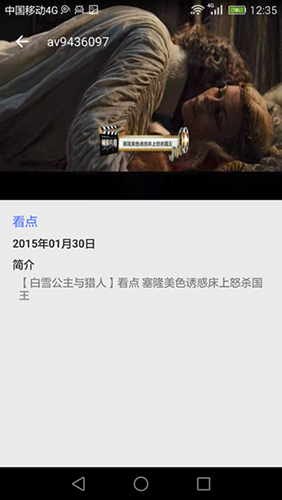 中国移动4G
4G
12:35
av9436097
塞隆美色诱惑床上怒杀国王
看点
2015年01月30日
简介
【白雪公主与猎人】看点 塞隆美色诱惑床上怒杀国
王